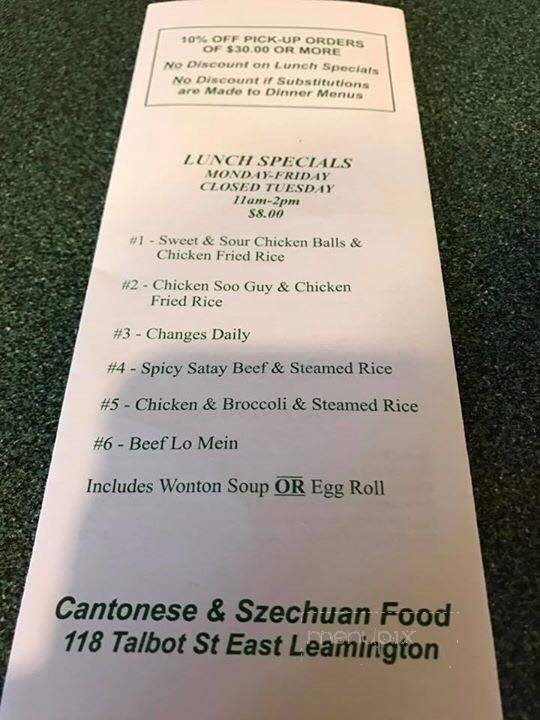 10% OFF PICK-UP ORDERS
OF $30.00 OR MORE
No Discount on Lunch Specials
No Discount if Substitutions
are Made to Dinner Menus
LUNCH SPECIALS
MONDAY-FRIDAY
CLOSED TUESDAY
11am-2pm
$8.00
#1 - Sweet & Sour Chicken Balls &
Chicken Fried Rice
#2 - Chicken Soo Guy & Chicken
Fried Rice
#3 - Changes Daily
#4 - Spicy Satay Beef & Steamed Rice
#5 - Chicken & Broccoli & Steamed Rice
#6 - Beef Lo Mein
Includes Wonton Soup OR Egg Roll
Cantonese & Szechuan Food
118 Talbot St East Leamington
menupix